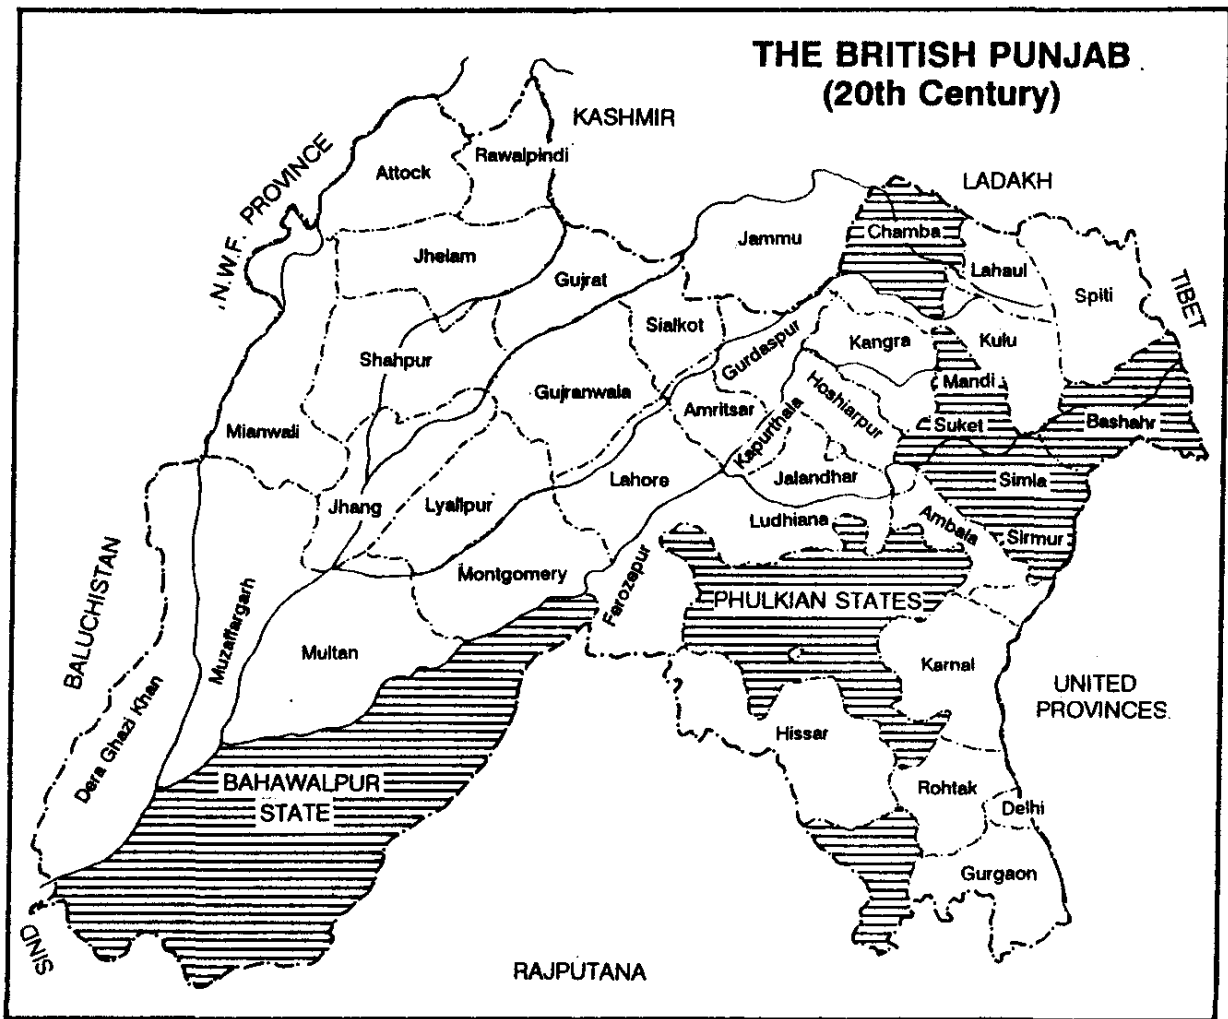 THE BRITISH PUNJAB
(20th Century)
KASHMIR
N.W.F. PROVINCE
Rawalpindi
Attock
LADAKH
Jammu
Chamba
Jhelam
Lahaul
Gujrat
Spiti
TIBET
Sialkot
Gurdaspur
Kangra
Kulu
Shahpur
Gujranwala
Mandi
Hoshiarpur
Amritsar
Kapurthala
Mianwali
Suket
Bashahr
Lahore
Jalandhar
Simla
Jhang
Lyallpur
Ludhiana
Ambala
Sirmur
BALUCHISTAN
Montgomery
Ferozepur
PHULKIAN STATES
Muzaffargarh
Multan
Karnal
UNITED
PROVINCES
Dera Ghazi Khan
Hissar
BAHAWALPUR
STATE
Rohtak
Delhi
Gurgaon
SIND
RAJPUTANA